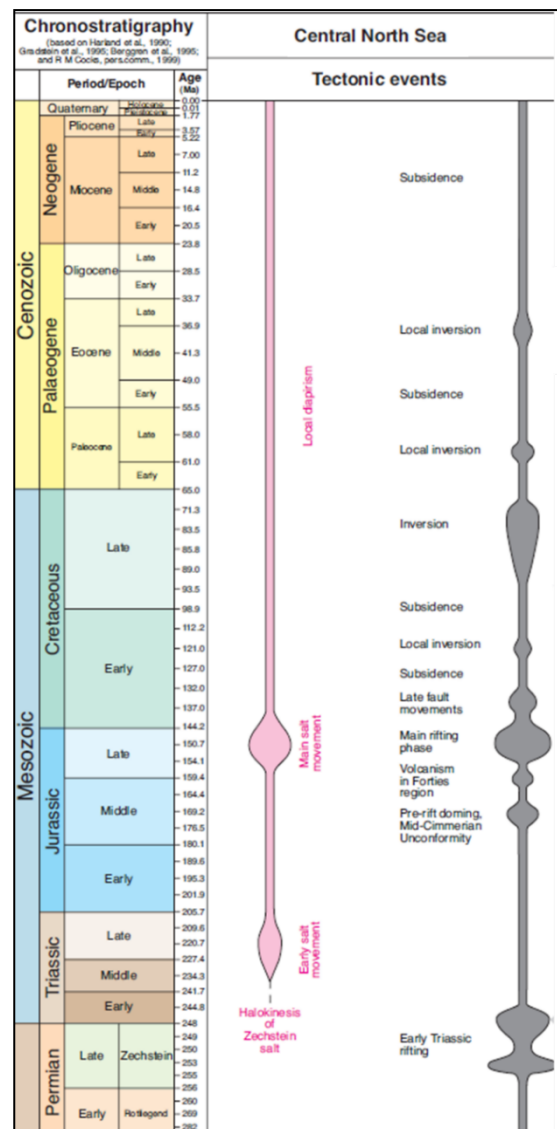 Chronostratigraphy
(based on Harland et al., 1990;
Gradstein et al., 1995; Berggren et al., 1995;
and R M Cocks, pers.comm., 1999)
Central North Sea
Period/Epoch
Age
(Ma)
Tectonic events
Cenozoic
Mesozoic
Quaternary
Neogene
Palaeogene
Cretaceous
Jurassic
Triassic
Permian
Holocene
Pleistocene
Pliocene
Late
Early
Miocene
Late
Middle
Early
Oligocene
Late
Early
Eocene
Late
Middle
Early
Paleocene
Late
Early
Late
Early
Late
Middle
Early
Late
Middle
Early
Late
Zechstein
Early
Rotliegend
0.00
0.01
1.77
3.57
5.22
7.00
11.2
14.8
16.4
20.5
23.8
28.5
33.7
36.9
41.3
49.0
55.5
58.0
61.0
65.0
71.3
83.5
85.8
89.0
93.5
98.9
112.2
121.0
127.0
132.0
137.0
144.2
150.7
154.1
159.4
164.4
169.2
176.5
180.1
189.6
195.3
201.9
205.7
209.6
220.7
227.4
234.3
241.7
244.8
248
249
250
253
255
256
260
269
282
Local diapirism
Main salt
movement
Early salt
movement
Halokinesis
of
Zechstein
salt
Subsidence
Local inversion
Subsidence
Local inversion
Inversion
Subsidence
Local inversion
Subsidence
Late fault
movements
Main rifting
phase
Volcanism
in Forties
region
Pre-rift doming,
Mid-Cimmerian
Unconformity
Early Triassic
rifting